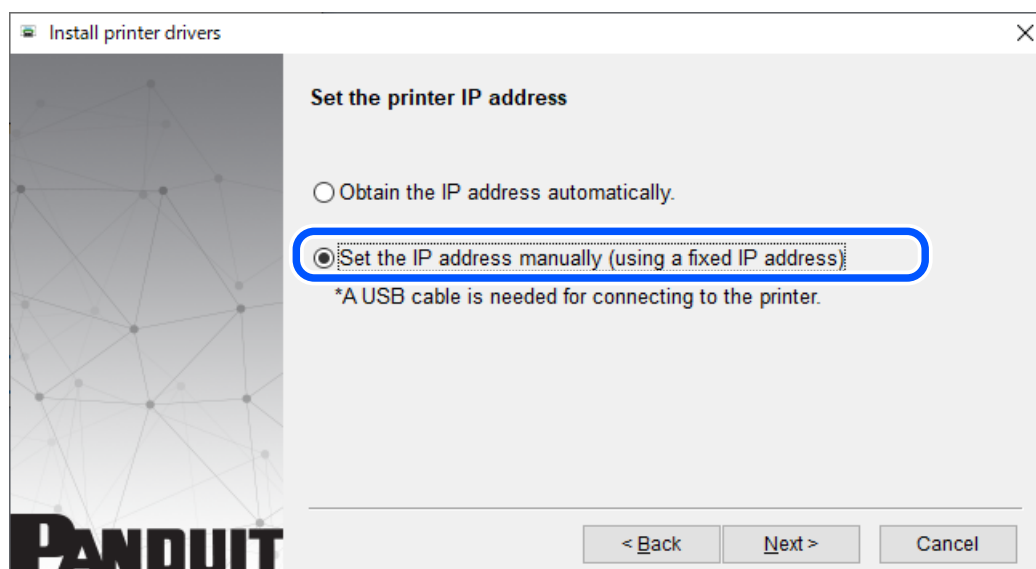 Install printer drivers
Set the printer IP address
Obtain the IP address automatically.
Set the IP address manually (using a fixed IP address)
*A USB cable is needed for connecting to the printer.
PANDUIT
< Back
Next >
Cancel